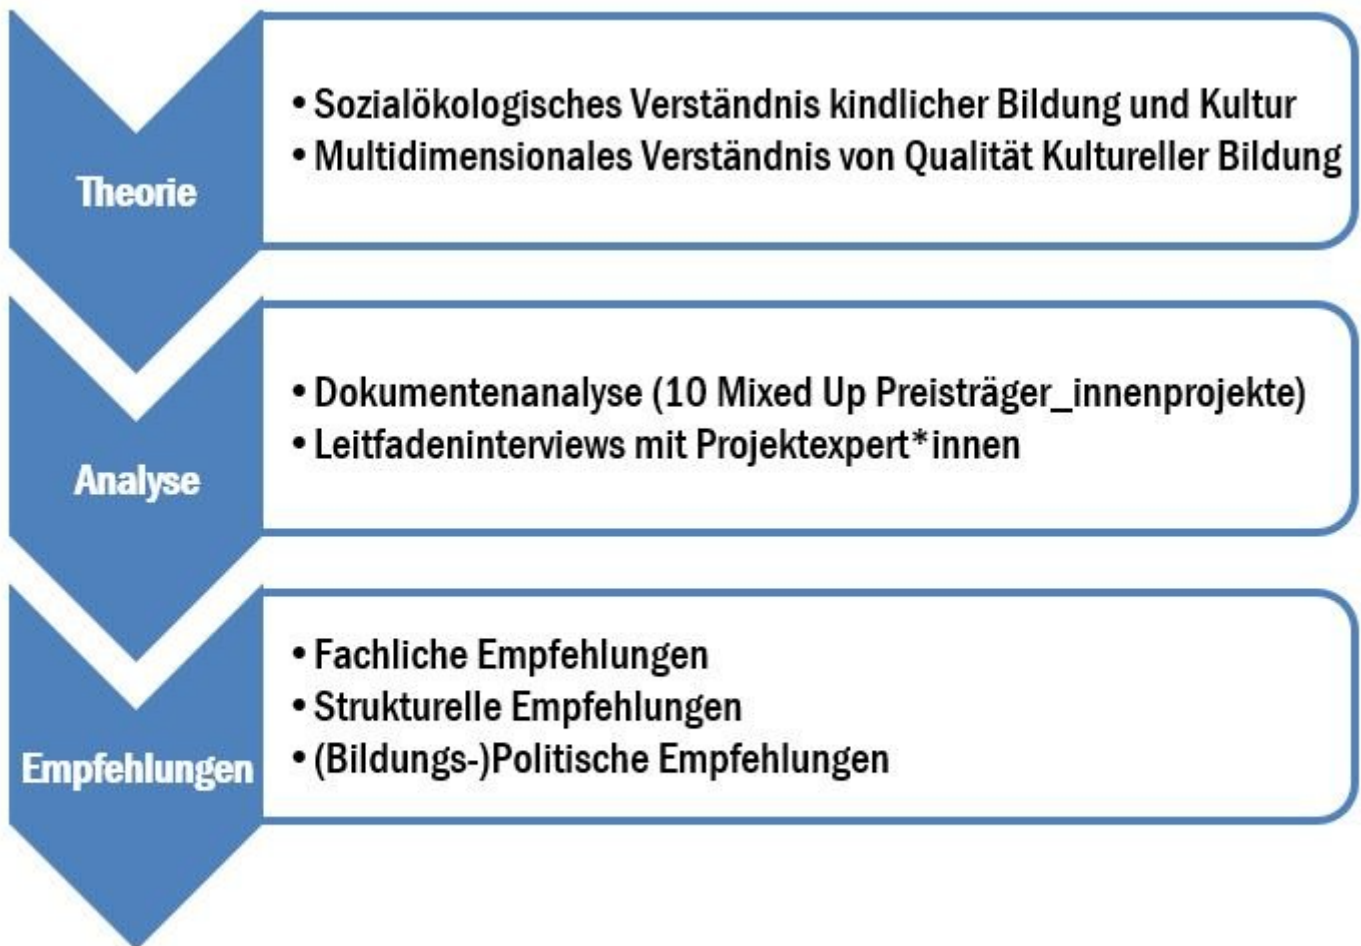 Theorie
• Sozialökologisches Verständnis kindlicher Bildung und Kultur
• Multidimensionales Verständnis von Qualität Kultureller Bildung
Analyse
• Dokumentenanalyse (10 Mixed Up Preisträger_innenprojekte)
• Leitfadeninterviews mit Projektexpert*innen
Empfehlungen
• Fachliche Empfehlungen
• Strukturelle Empfehlungen
• (Bildungs-)Politische Empfehlungen